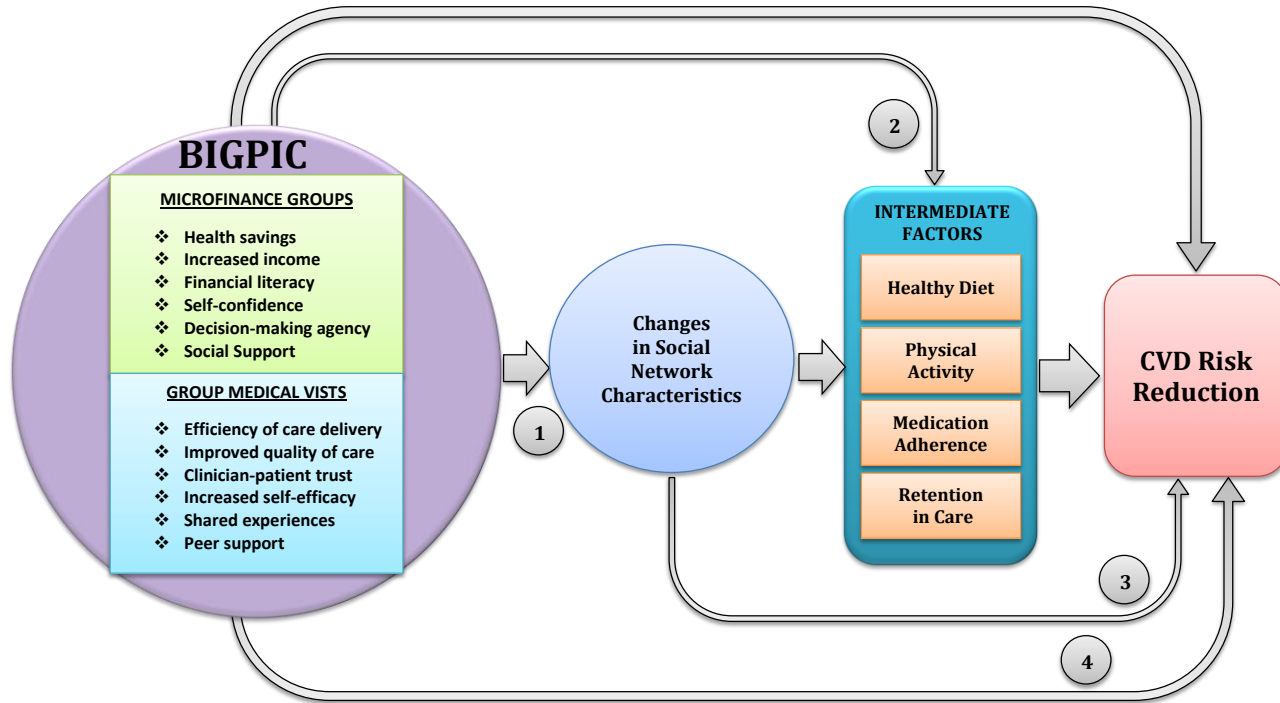 BIGPIC
MICROFINANCE GROUPS
❖ Health savings
❖ Increased income
❖ Financial literacy
❖ Self-confidence
❖ Decision-making agency
❖ Social Support
GROUP MEDICAL VISTS
❖ Efficiency of care delivery
❖ Improved quality of care
❖ Clinician-patient trust
❖ Increased self-efficacy
❖ Shared experiences
❖ Peer support
1
Changes
in Social
Network
Characteristics
2
INTERMEDIATE
FACTORS
Healthy Diet
Physical
Activity
Medication
Adherence
Retention
in Care
CVD Risk
Reduction
3
4